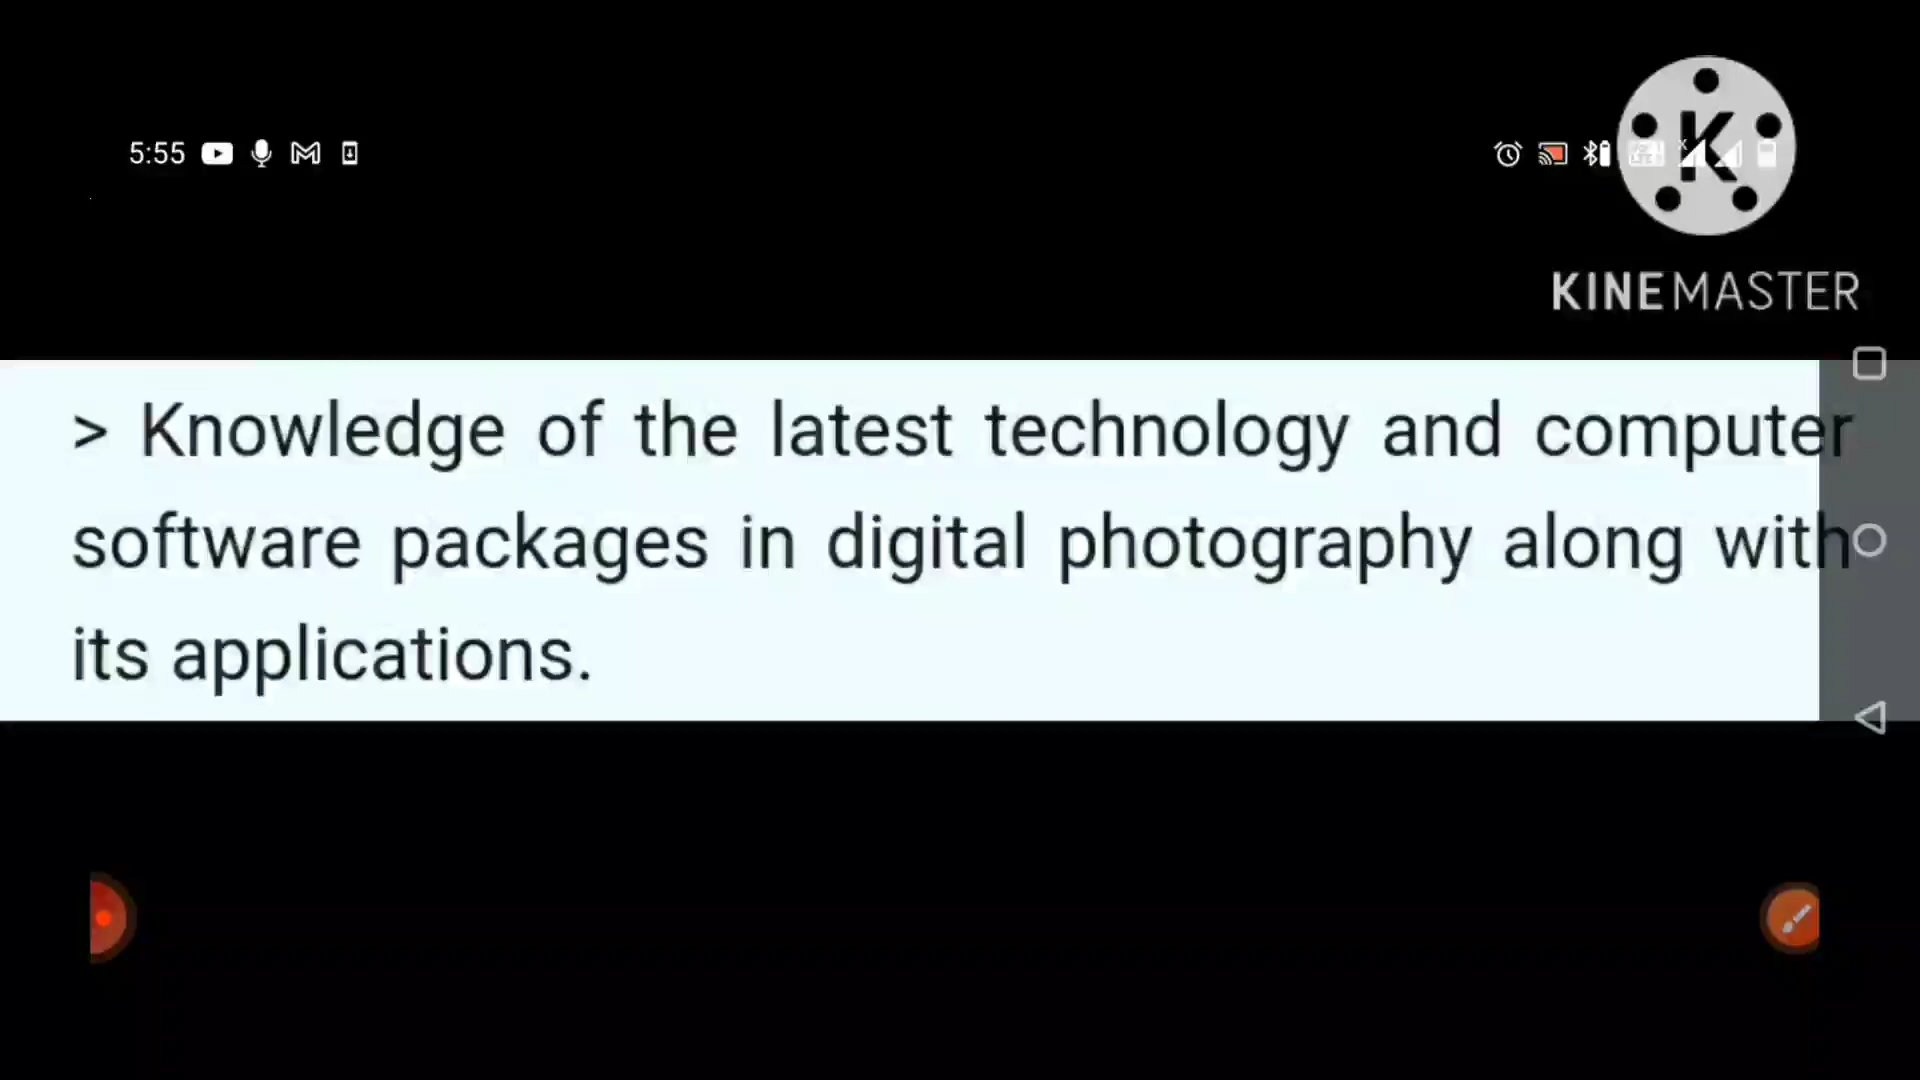 5:55
KINEMASTER
> Knowledge of the latest technology and computer
software packages in digital photography along with
its applications.